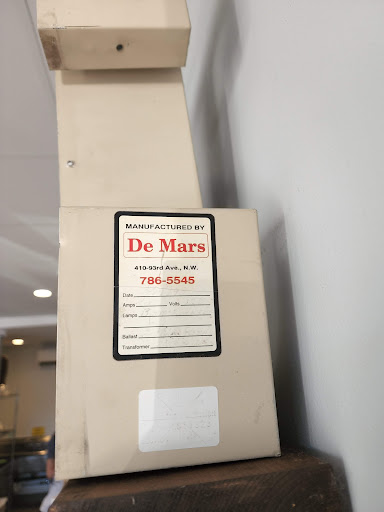 MANUFACTURED BY
De Mars
410-93rd Ave., N.W.
786-5545
Date
Amps Volts
Lamps
Ballast
Transformer